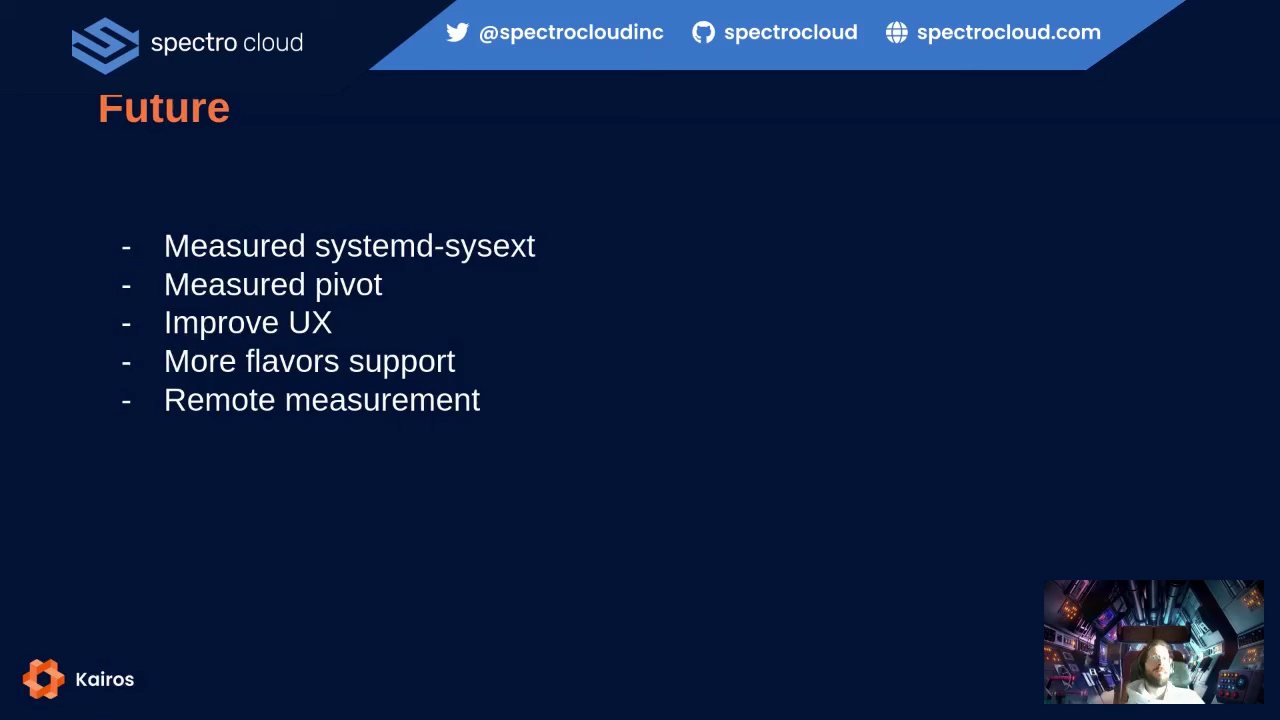 spectro cloud
@spectrocloudinc
spectrocloud
spectrocloud.com
Future
- Measured systemd-sysext
- Measured pivot
- Improve UX
- More flavors support
- Remote measurement
Kairos